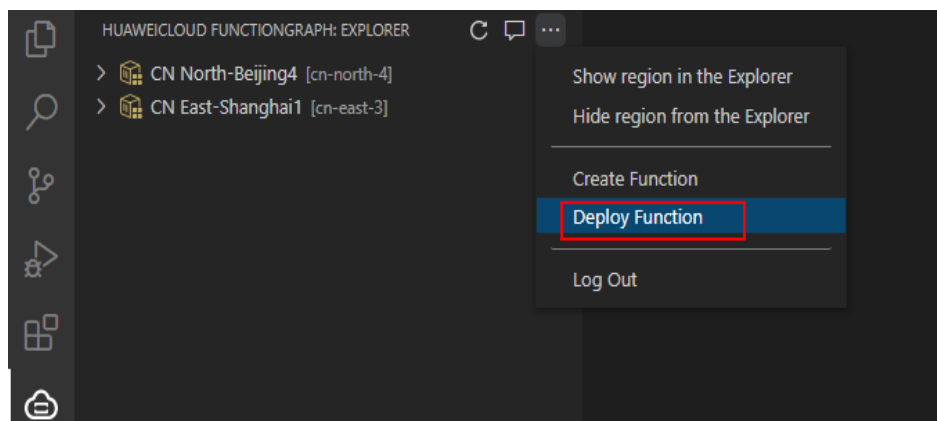 HUAWEICLOUD FUNCTIONGRAPH: EXPLORER
CN North-Beijing4 [cn-north-4]
CN East-Shanghai1 [cn-east-3]
Show region in the Explorer
Hide region from the Explorer
Create Function
Deploy Function
Log Out